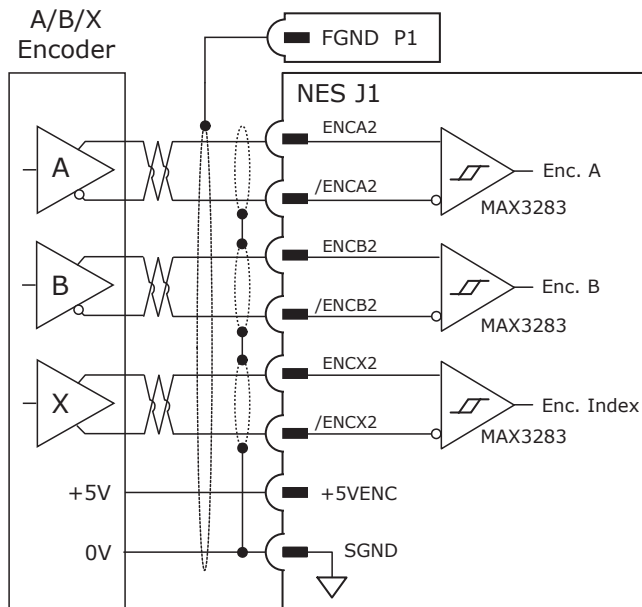 A/B/X
Encoder
FGND P1
NES J1
A
ENCA2
/ENCA2
Enc. A
MAX3283
B
ENCB2
/ENCB2
Enc. B
MAX3283
X
ENCX2
/ENCX2
Enc. Index
MAX3283
+5V
+5VENC
0V
SGND